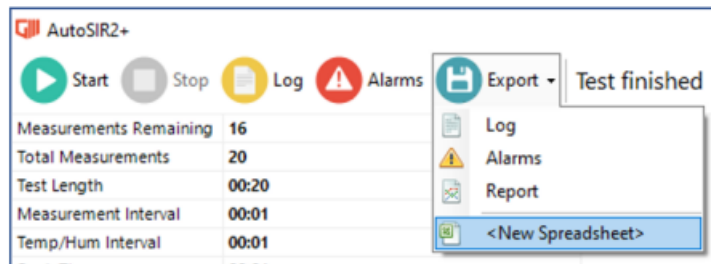 AutoSIR2+
Start Stop Log Alarms Export Test finished
Measurements Remaining 16
Total Measurements 20
Test Length 00:20
Measurement Interval 00:01
Temp/Hum Interval 00:01
Log
Alarms
Report
<New Spreadsheet>